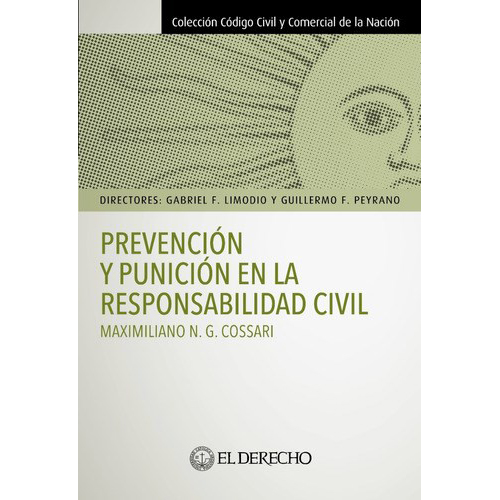 Colección Código Civil y Comercial de la Nación
DIRECTORES: GABRIEL F. LIMODIO Y GUILLERMO F. PEYRANO
PREVENCIÓN
Y PUNICIÓN EN LA
RESPONSABILIDAD CIVIL
MAXIMILIANO N. G. COSSARI
EL DERECHO